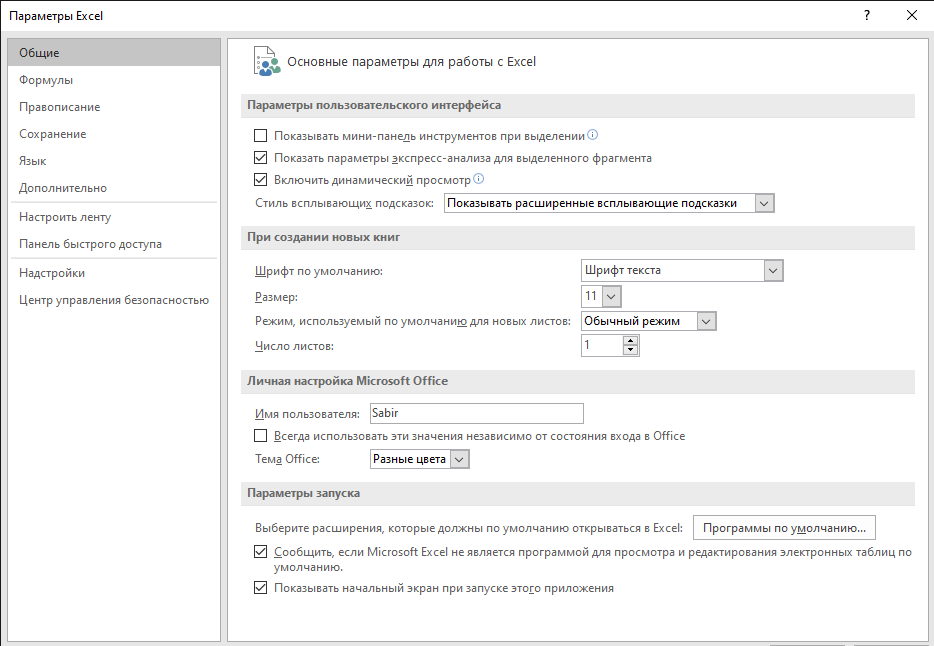 Параметры Excel
?
Общие
Формулы
Правописание
Сохранение
Язык
Дополнительно
Настроить ленту
Панель быстрого доступа
Надстройки
Центр управления безопасностью
Основные параметры для работы с Excel
Параметры пользовательского интерфейса
Показывать мини-панель инструментов при выделении
Показать параметры экспресс-анализа для выделенного фрагмента
Включить динамический просмотр
Стиль всплывающих подсказок: Показывать расширенные всплывающие подсказки
При создании новых книг
Шрифт по умолчанию: Шрифт текста
Размер: 11
Режим, используемый по умолчанию для новых листов: Обычный режим
Число листов: 1
Личная настройка Microsoft Office
Имя пользователя: Sabir
Всегда использовать эти значения независимо от состояния входа в Office
Тема Office: Разные цвета
Параметры запуска
Выберите расширения, которые должны по умолчанию открываться в Excel: Программы по умолчанию...
Сообщить, если Microsoft Excel не является программой для просмотра и редактирования электронных таблиц по
умолчанию.
Показывать начальный экран при запуске этого приложения